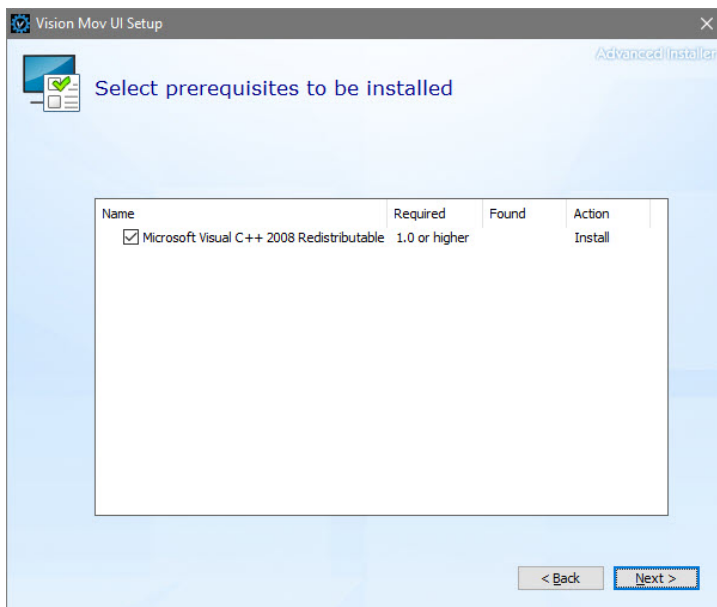 Vision Mov UI Setup
Advanced Installer
Select prerequisites to be installed
Name Required Found Action
Microsoft Visual C++ 2008 Redistributable 1.0 or higher Install
< Back Next >